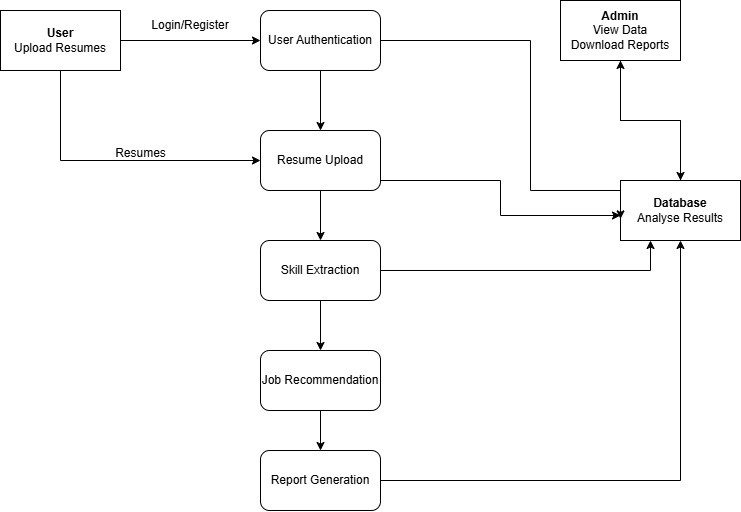 User
Upload Resumes
Login/Register
User Authentication
Admin
View Data
Download Reports
Resumes
Resume Upload
Database
Analyse Results
Skill Extraction
Job Recommendation
Report Generation